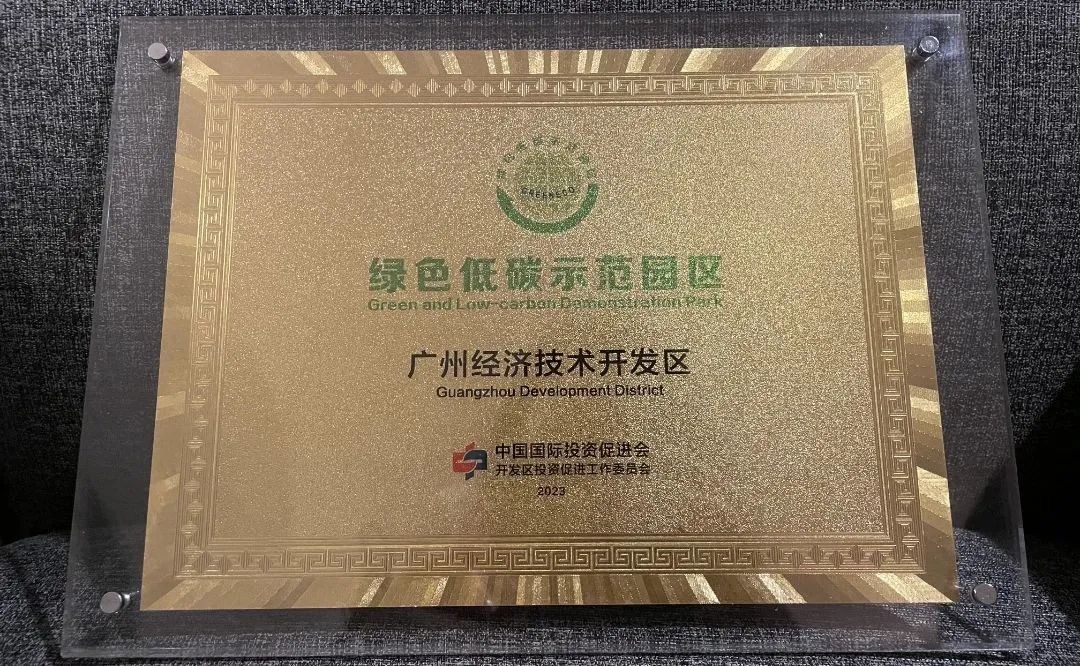 GREENECO
绿色低碳示范园区
Green and Low-carbon Demonstration Park
广州经济技术开发区
Guangzhou Development District
中国国际投资促进会
开发区投资促进工作委员会
2023